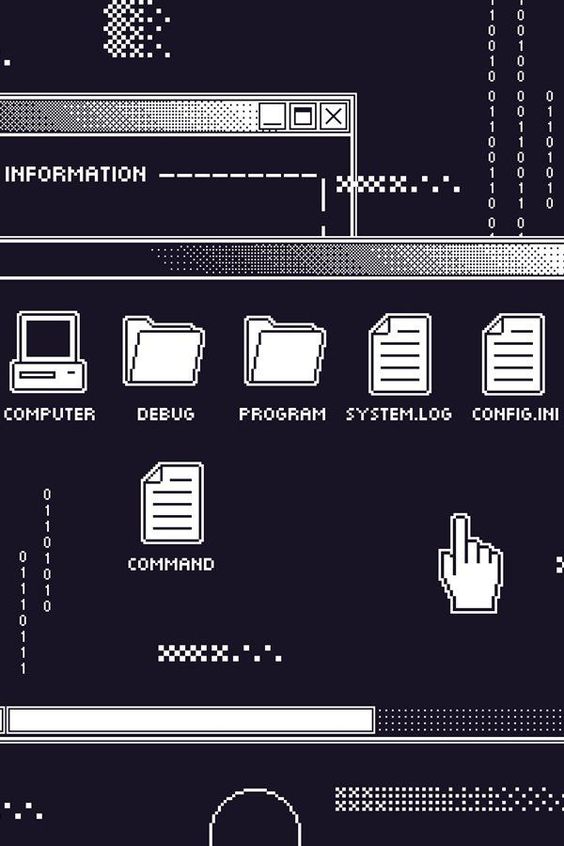 INFORMATION
COMPUTER
DEBUG
PROGRAM
SYSTEM.LOG
CONFIG.INI
COMMAND